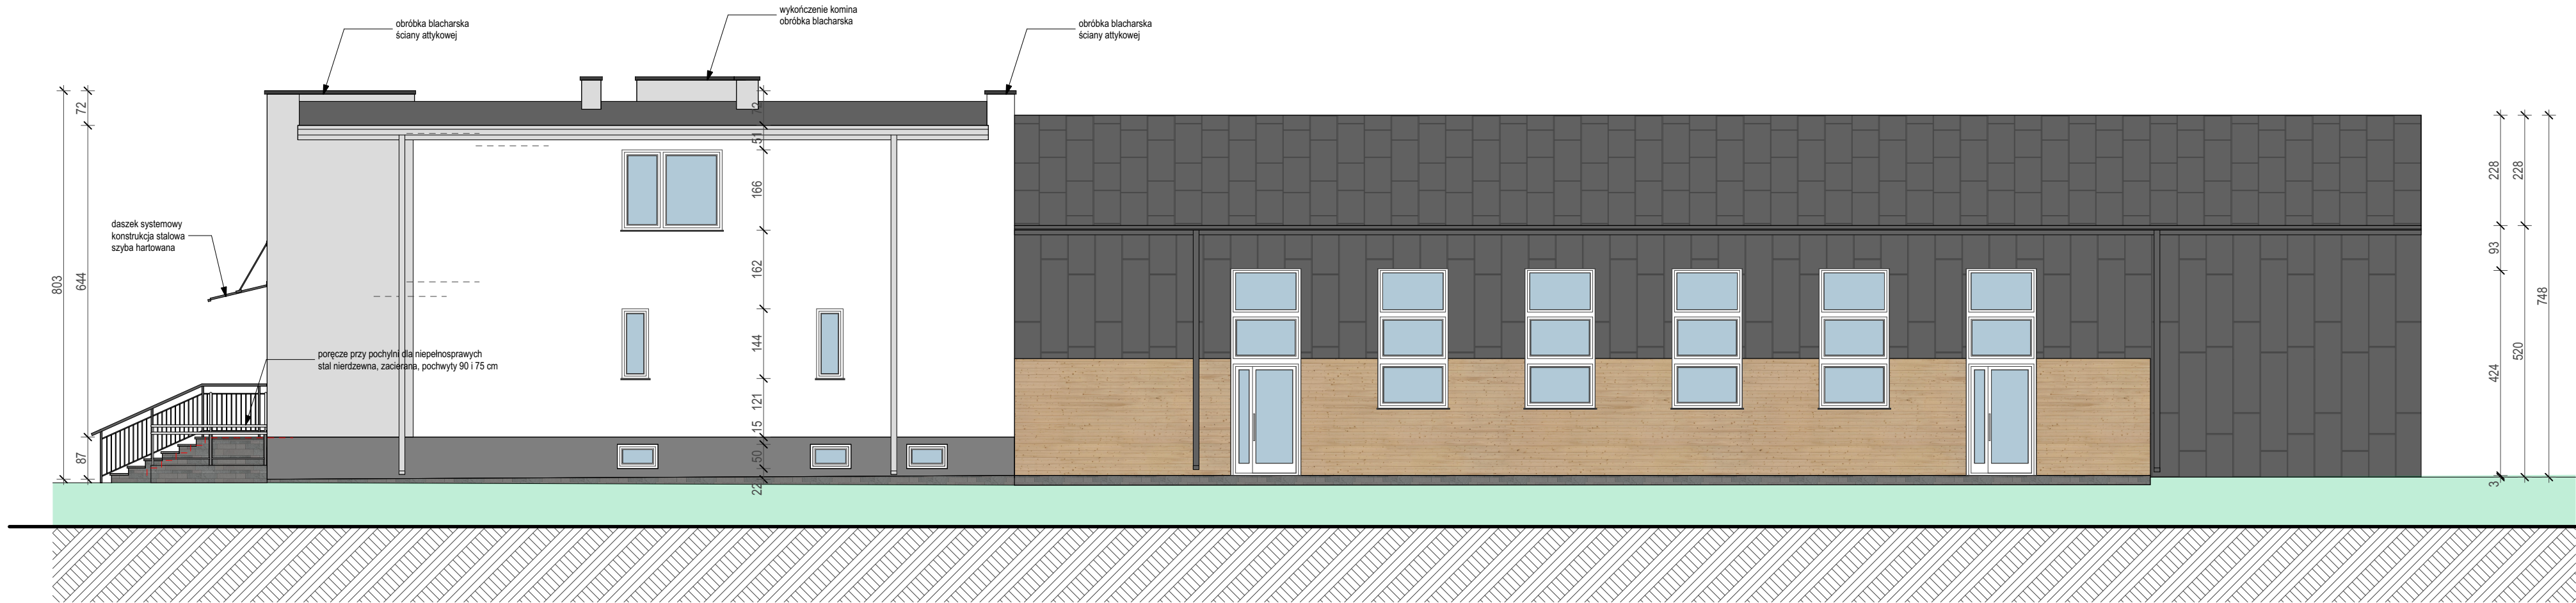 wykończenie komina
obróbka blacharska
obróbka blacharska
ściany attykowej
obróbka blacharska
ściany attykowej
daszek systemowy
konstrukcja stalowa
szyba hartowana
poręcze przy pochylni dla niepełnosprawych
stal nierdzewna, zacierana, pochwyty 90 i 75 cm
803
72
644
87
72
51
166
162
144
121
15
50
22
228
93
424
3
228
520
748